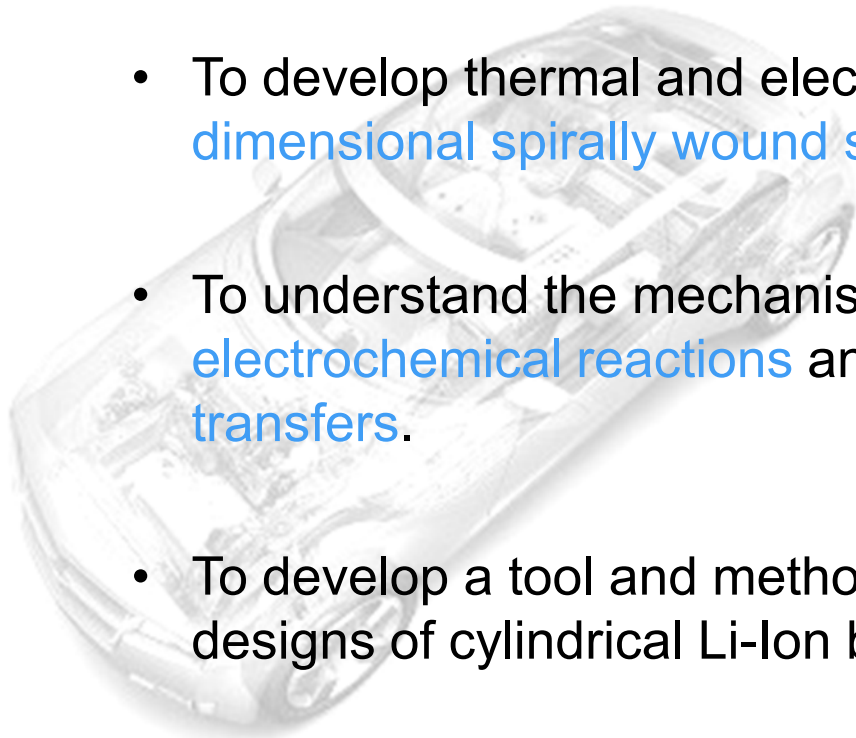 • To develop thermal and elec
dimensional spirally wound s
• To understand the mechanis
electrochemical reactions an
transfers.
• To develop a tool and metho
designs of cylindrical Li-Ion b